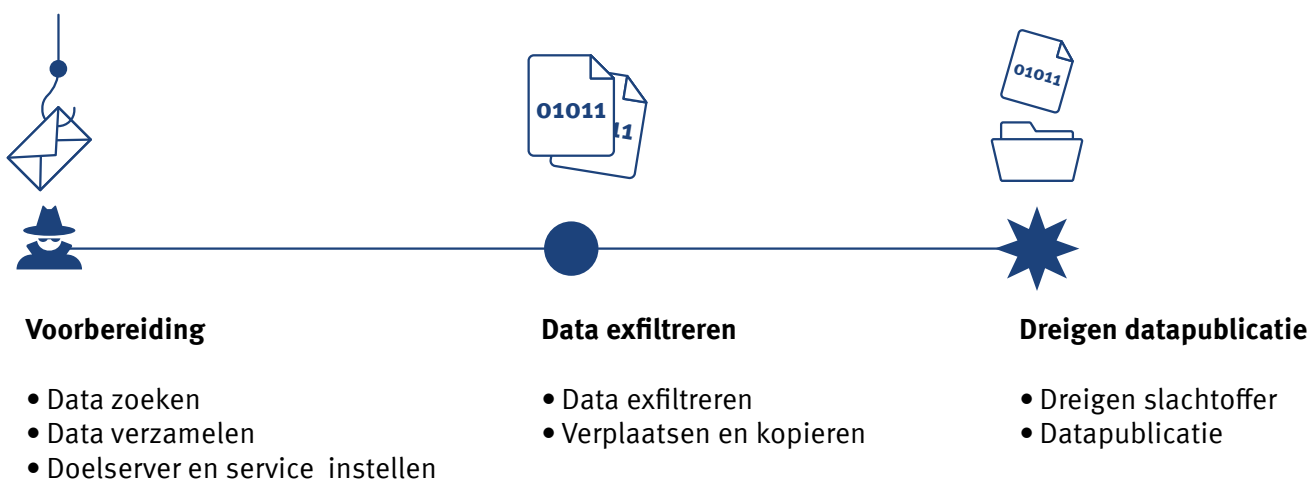 01011
11
01011
Voorbereiding
• Data zoeken
• Data verzamelen
• Doelserver en service instellen
Data exfiltreren
• Data exfiltreren
• Verplaatsen en kopieren
Dreigen datapublicatie
• Dreigen slachtoffer
• Datapublicatie